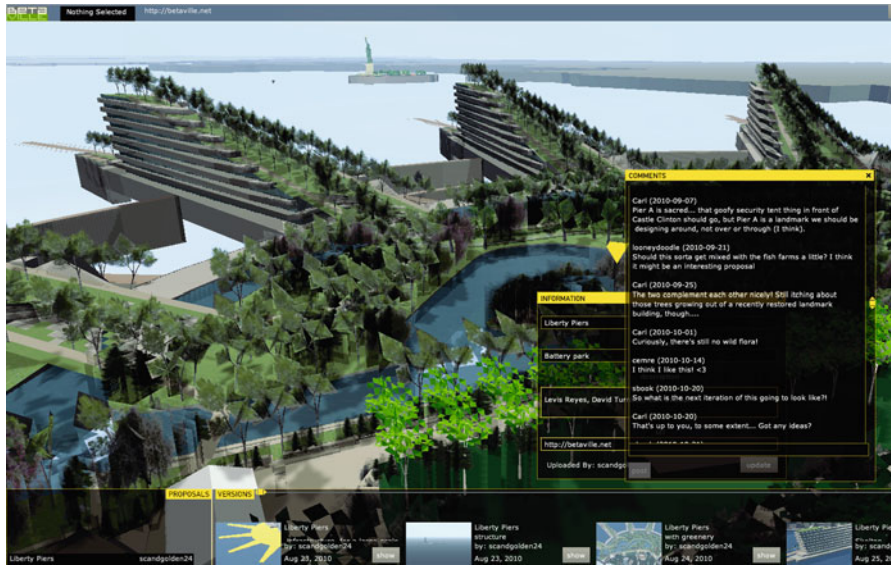 BETA
VILLE
Nothing Selected
http://betaville.net
COMMENTS
Carl (2010-09-07)
Pier A is sacred... that goofy security tent thing in front of
Castle Clinton should go, but Pier A is a landmark we should be
designing around, not over or through (I think).
looneydoodle (2010-09-21)
Should this sorta get mixed with the fish farms a little? I think
it might be an interesting proposal
Carl (2010-09-25)
The two complement each other nicely! Still itching about
those trees growing out of a recently restored landmark
building, though....
Carl (2010-10-01)
Curiously, there's still no wild flora!
cemre (2010-10-14)
I think I like this! <3
sbook (2010-10-20)
So what is the next iteration of this going to look like?!
Carl (2010-10-20)
That's up to you, to some extent... Got any ideas?
post
update
INFORMATION
Liberty Piers
Battery park
Levis Reyes, David
http://betaville.net
Uploaded By:
PROPOSALS
VERSIONS
Liberty Piers
scandgolden24
Liberty Piers
by: scandgolden24
Aug 23, 2010
show
Liberty Piers
structure
by: scandgolden24
Aug 23, 2010
show
Liberty Piers
with greenery
by: scandgolden24
Aug 24, 2010
show
Liberty
by:
Aug 25,